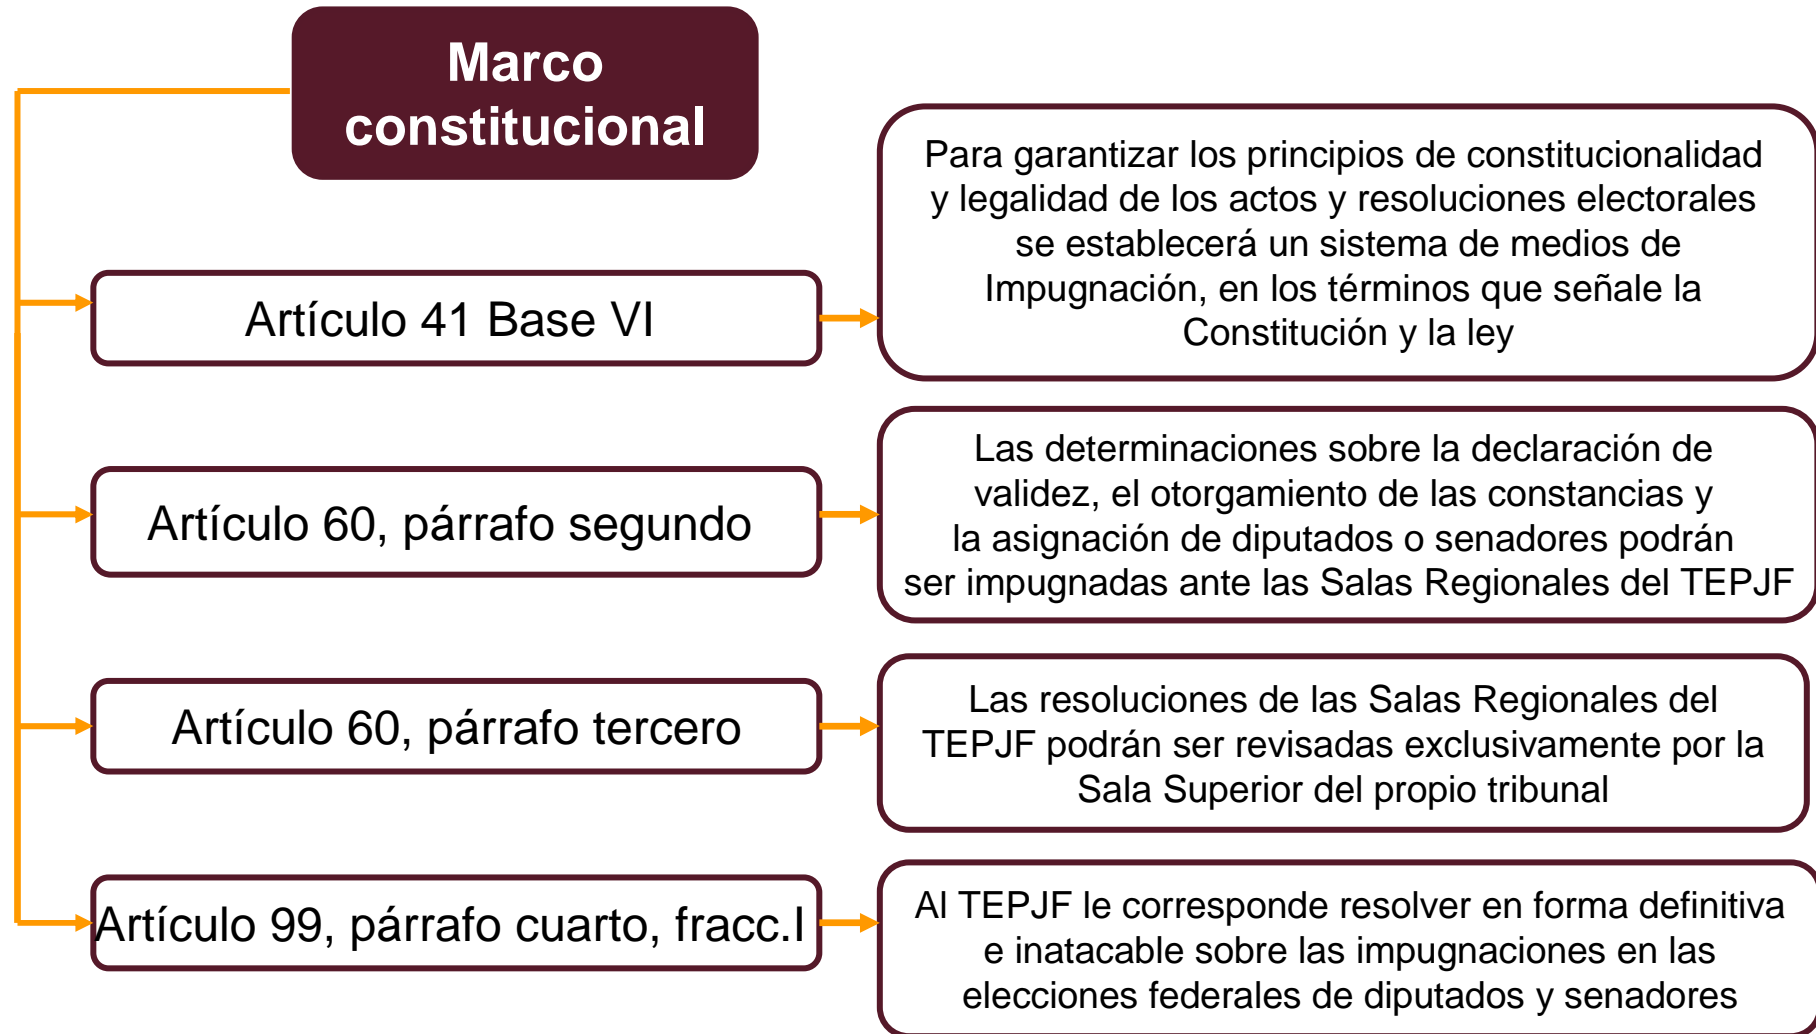 Marco
constitucional
Artículo 41 Base VI
Para garantizar los principios de constitucionalidad
y legalidad de los actos y resoluciones electorales
se establecerá un sistema de medios de
Impugnación, en los términos que señale la
Constitución y la ley
Artículo 60, párrafo segundo
Las determinaciones sobre la declaración de
validez, el otorgamiento de las constancias y
la asignación de diputados o senadores podrán
ser impugnadas ante las Salas Regionales del TEPJF
Artículo 60, párrafo tercero
Las resoluciones de las Salas Regionales del
TEPJF podrán ser revisadas exclusivamente por la
Sala Superior del propio tribunal
Artículo 99, párrafo cuarto, fracc.I
Al TEPJF le corresponde resolver en forma definitiva
e inatacable sobre las impugnaciones en las
elecciones federales de diputados y senadores